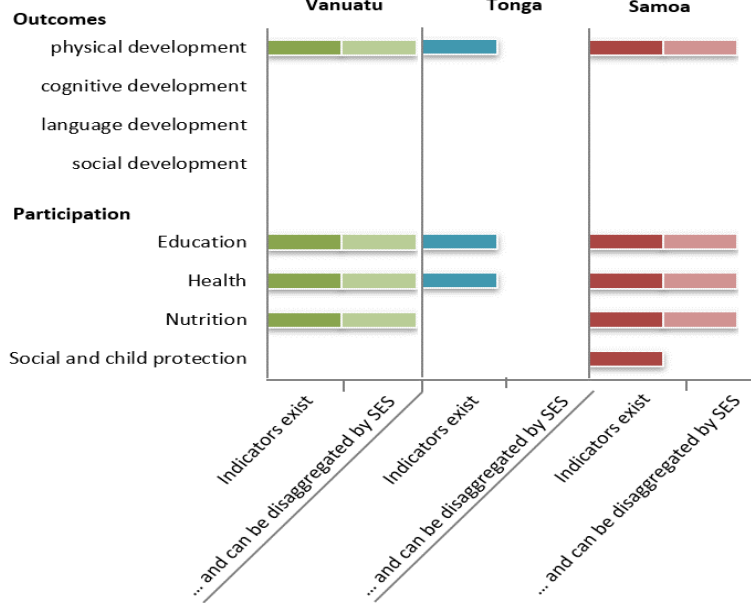 Vanuatu Tonga Samoa
Outcomes
physical development
cognitive development
language development
social development
Participation
Education
Health
Nutrition
Social and child protection
Indicators exist
... and can be disaggregated by SES
Indicators exist
... and can be disaggregated by SES
Indicators exist
... and can be disaggregated by SES